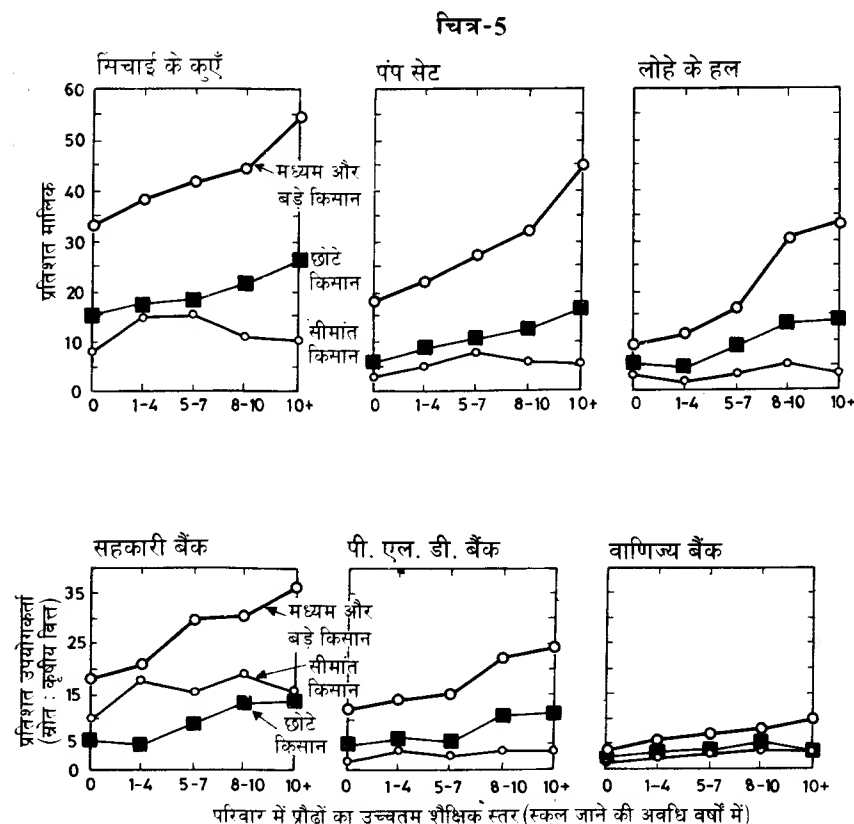 चित्र-5
सिंचाई के कुएँ
पंप सेट
लोहे के हल
प्रतिशत मालिक
60
50
40
30
20
10
0
मध्यम और
बड़े किसान
छोटे
किसान
सीमांत
किसान
0 1-4 5-7 8-10 10+
0 1-4 5-7 8-10 10+
0 1-4 5-7 8-10 10+
सहकारी बैंक
पी. एल. डी. बैंक
वाणिज्य बैंक
प्रतिशत उपयोगकर्ता
(स्रोत : कृषीय वित्त)
35
25
15
5
0
मध्यम और
बड़े किसान
सीमांत
किसान
छोटे
किसान
0 1-4 5-7 8-10 10+
0 1-4 5-7 8-10 10+
0 1-4 5-7 8-10 10+
परिवार में प्रौढों का उच्चतम शैक्षिक स्तर (स्कल जाने की अवधि वर्षों में)